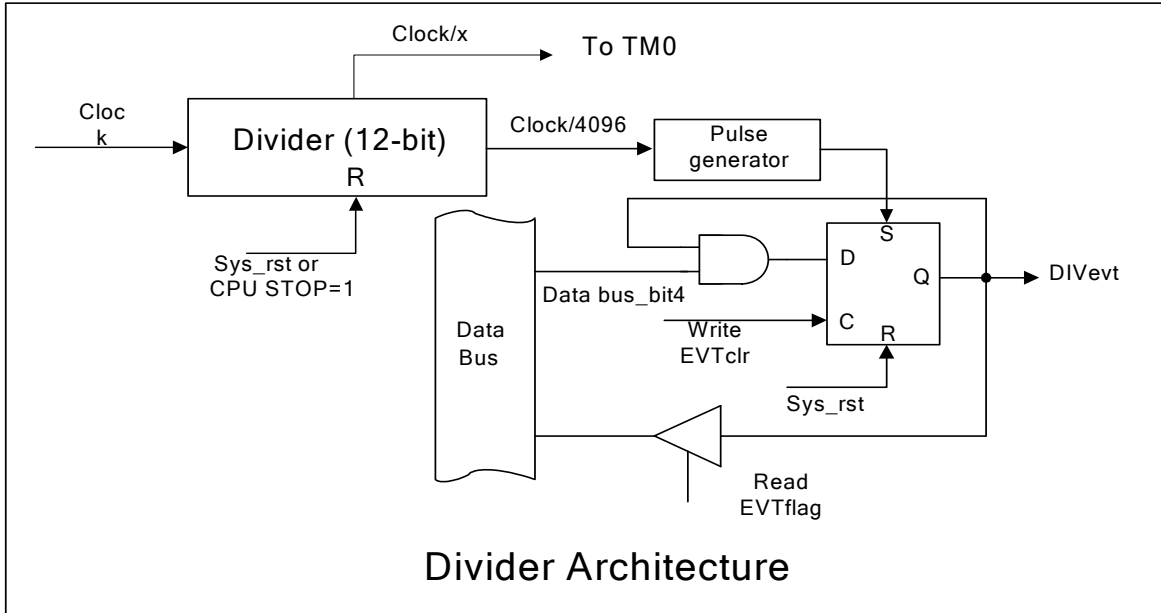 Clock/x
To TM0
Cloc
k
Divider (12-bit)
R
Clock/4096
Pulse
generator
Sys_rst or
CPU STOP=1
S
D
Q
DIVevt
Data bus_bit4
C
Write
EVTclr
R
Data
Bus
Sys_rst
Read
EVTflag
Divider Architecture